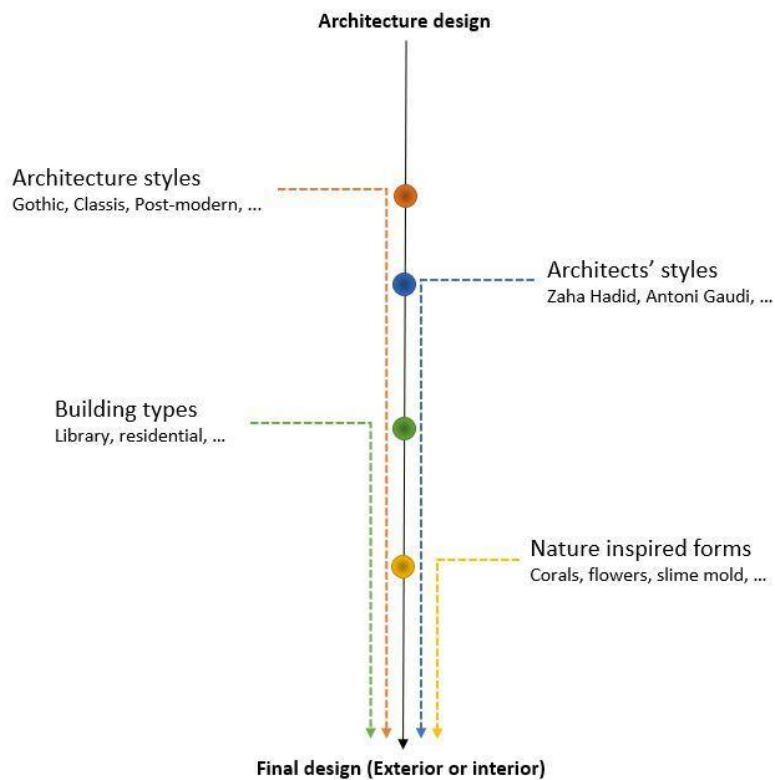 Architecture design
Architecture styles
Gothic, Classis, Post-modern, ...
Architects' styles
Zaha Hadid, Antoni Gaudi, ...
Building types
Library, residential, ...
Nature inspired forms
Corals, flowers, slime mold, ...
Final design (Exterior or interior)